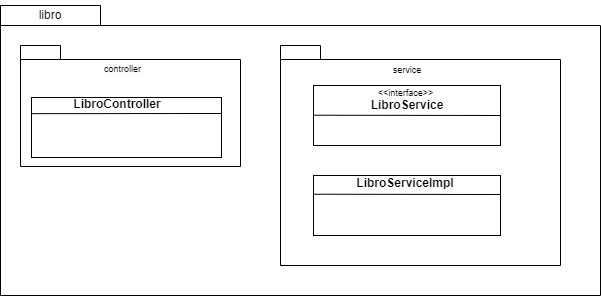 libro
controller
LibroController
service
<<interface>>
LibroService
LibroServiceImpl